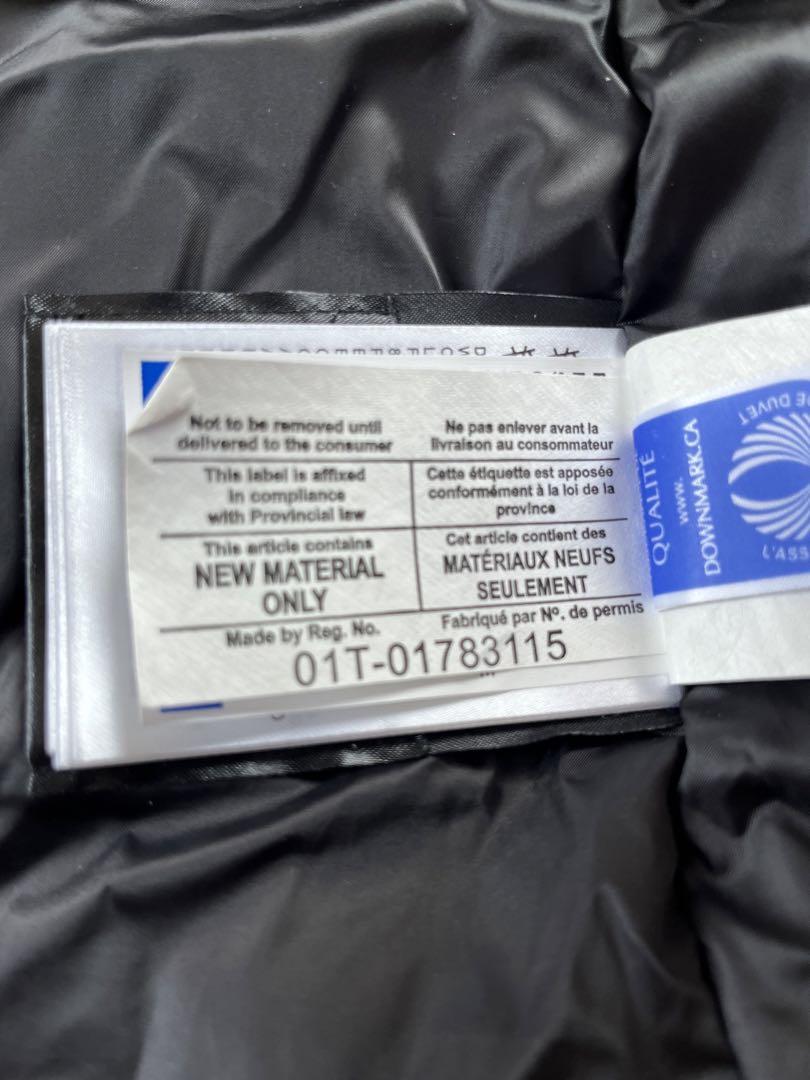 Not to be removed until
delivered to the consumer
Ne pas enlever avant la
livraison au consommateur
This label is affixed
in compliance
with Provincial law
Cette étiquette est apposée
conformément à la loi de la
province
This article contains
NEW MATERIAL
ONLY
Cet article contient des
MATÉRIAUX NEUFS
SEULEMENT
Made by Reg. No.
Fabriqué par Nº. de permis
01T-01783115
QUALITÉ
www.
DOWNMARK.CA
DUVET
L'ASS